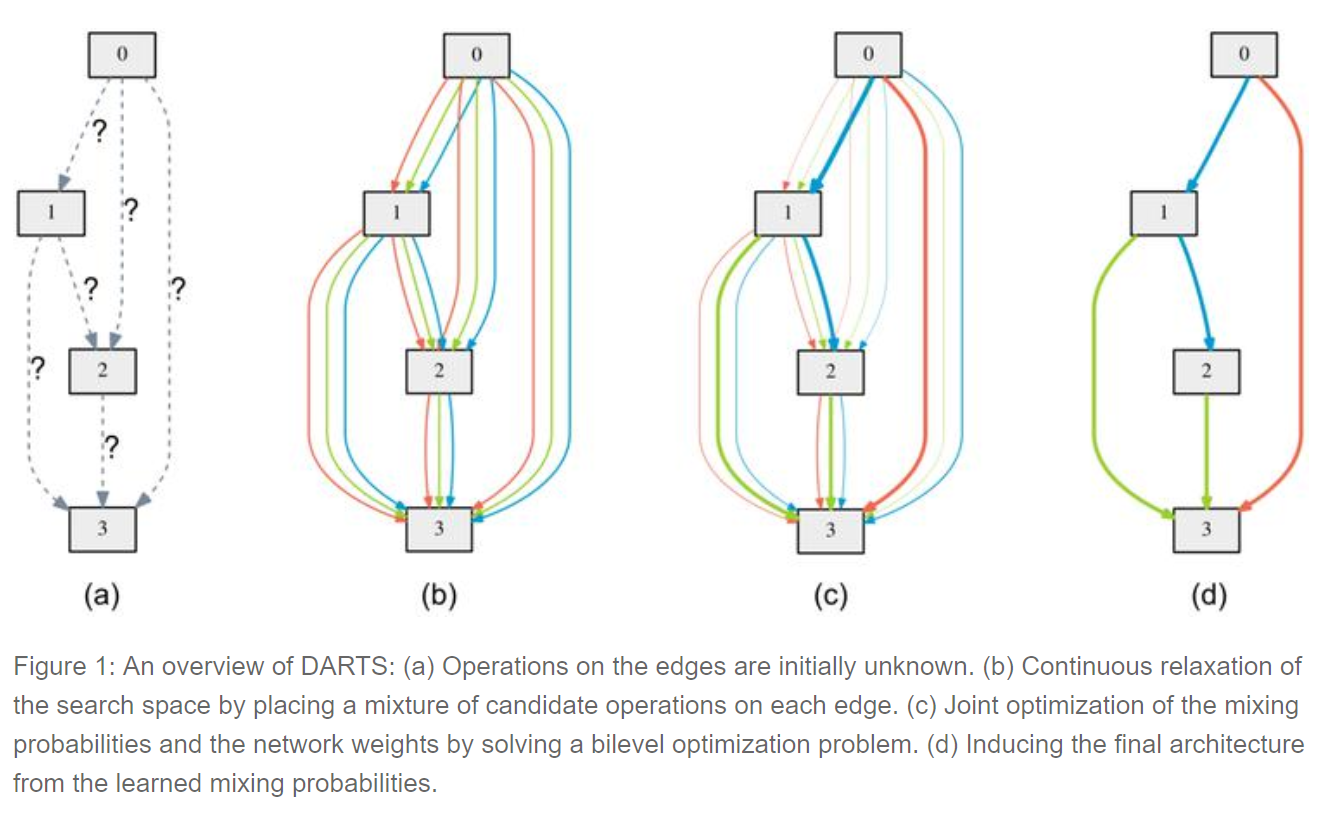 0 0 0 0
?
1 ? 1 1 1
? ?
? 2 2 2 2
?
3 3 3 3
(a) (b) (c) (d)
Figure 1: An overview of DARTS: (a) Operations on the edges are initially unknown. (b) Continuous relaxation of
the search space by placing a mixture of candidate operations on each edge. (c) Joint optimization of the mixing
probabilities and the network weights by solving a bilevel optimization problem. (d) Inducing the final architecture
from the learned mixing probabilities.